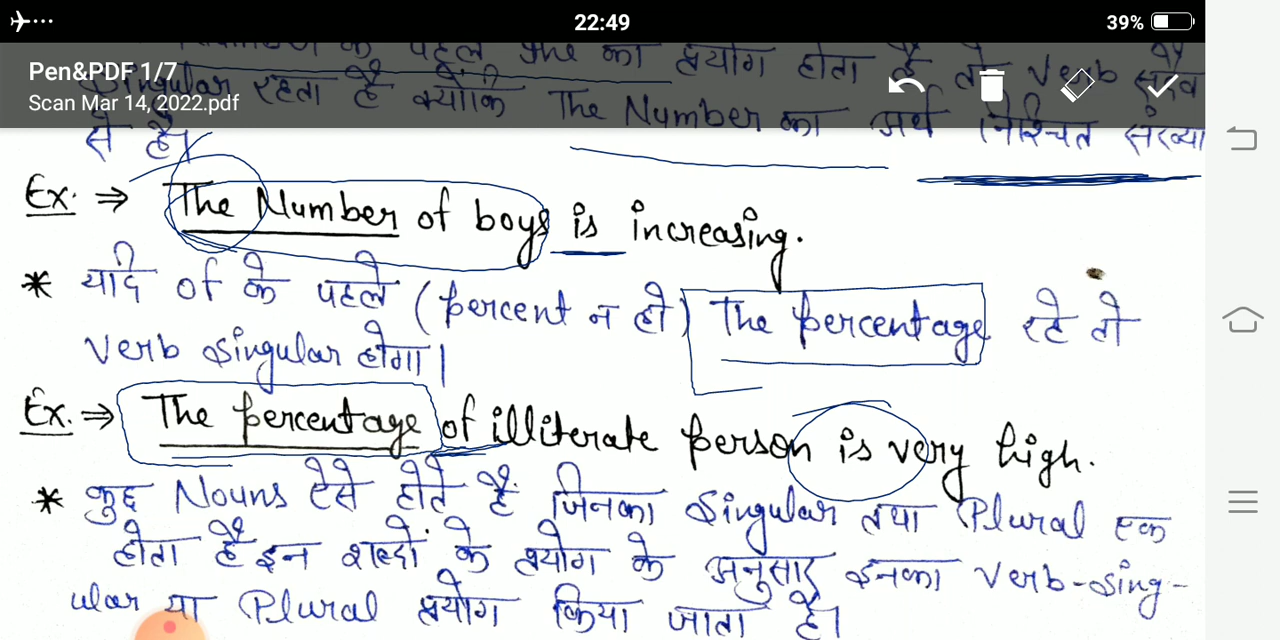 22:49
39%
के पहले The का प्रयोग होता है तो Verb सदैव
Pen&PDF 1/7
Singular रहता है क्योंकि The Number का अर्थ निश्चित संख्या
Scan Mar 14, 2022.pdf
से है।
Ex. ⇒ The Number of boys is increasing.
* यदि of के पहले (percent न हो) The percentage रहे तो
Verb Singular होगा।
Ex. ⇒ The percentage of illiterate person is very high.
* कुछ Nouns ऐसे होते हैं जिनका Singular तथा Plural एक
होता है इन शब्दों के प्रयोग के अनुसार इनका Verb-Sing-
ular या Plural प्रयोग किया जाता है।